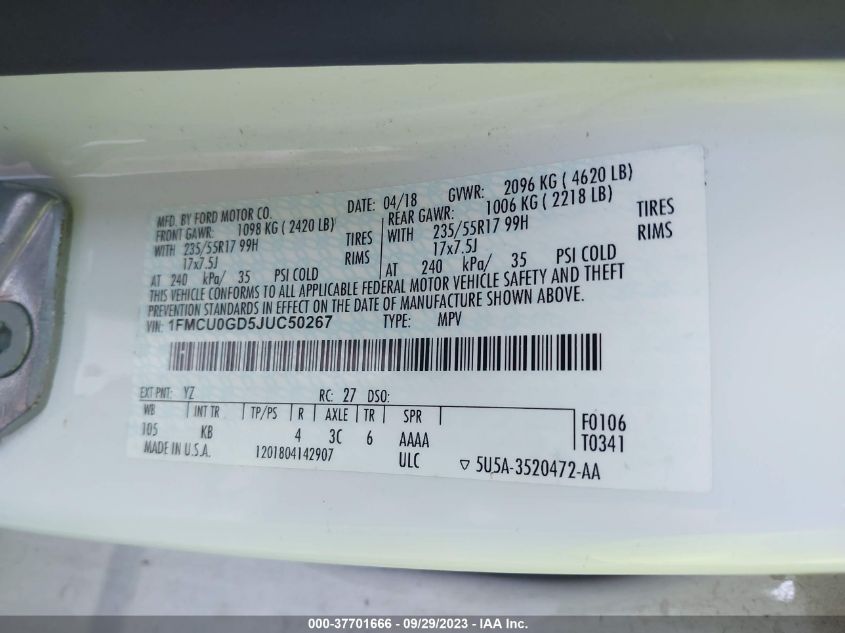 MFD. BY FORD MOTOR CO.
DATE: 04/18
GVWR: 2096 KG ( 4620 LB)
FRONT GAWR: 1098 KG ( 2420 LB)
WITH 235/55R17 99H TIRES
17x7.5J RIMS
AT 240 kPa/ 35 PSI COLD
REAR GAWR: 1006 KG ( 2218 LB)
WITH 235/55R17 99H TIRES
17x7.5J RIMS
AT 240 kPa/ 35 PSI COLD
THIS VEHICLE CONFORMS TO ALL APPLICABLE FEDERAL MOTOR VEHICLE SAFETY AND THEFT
PREVENTION STANDARDS IN EFFECT ON THE DATE OF MANUFACTURE SHOWN ABOVE.
VIN: 1FMCU0GD5JUC50267 TYPE: MPV
EXT PNT: YZ RC: 27 DSO:
WB INT TR TP/PS R AXLE TR SPR
105 KB 4 3C 6 AAAA
F0106
T0341
MADE IN U.S.A. 1201804142907 ULC ▽ 5U5A-3520472-AA
000-37701666 - 09/29/2023 - IAA Inc.